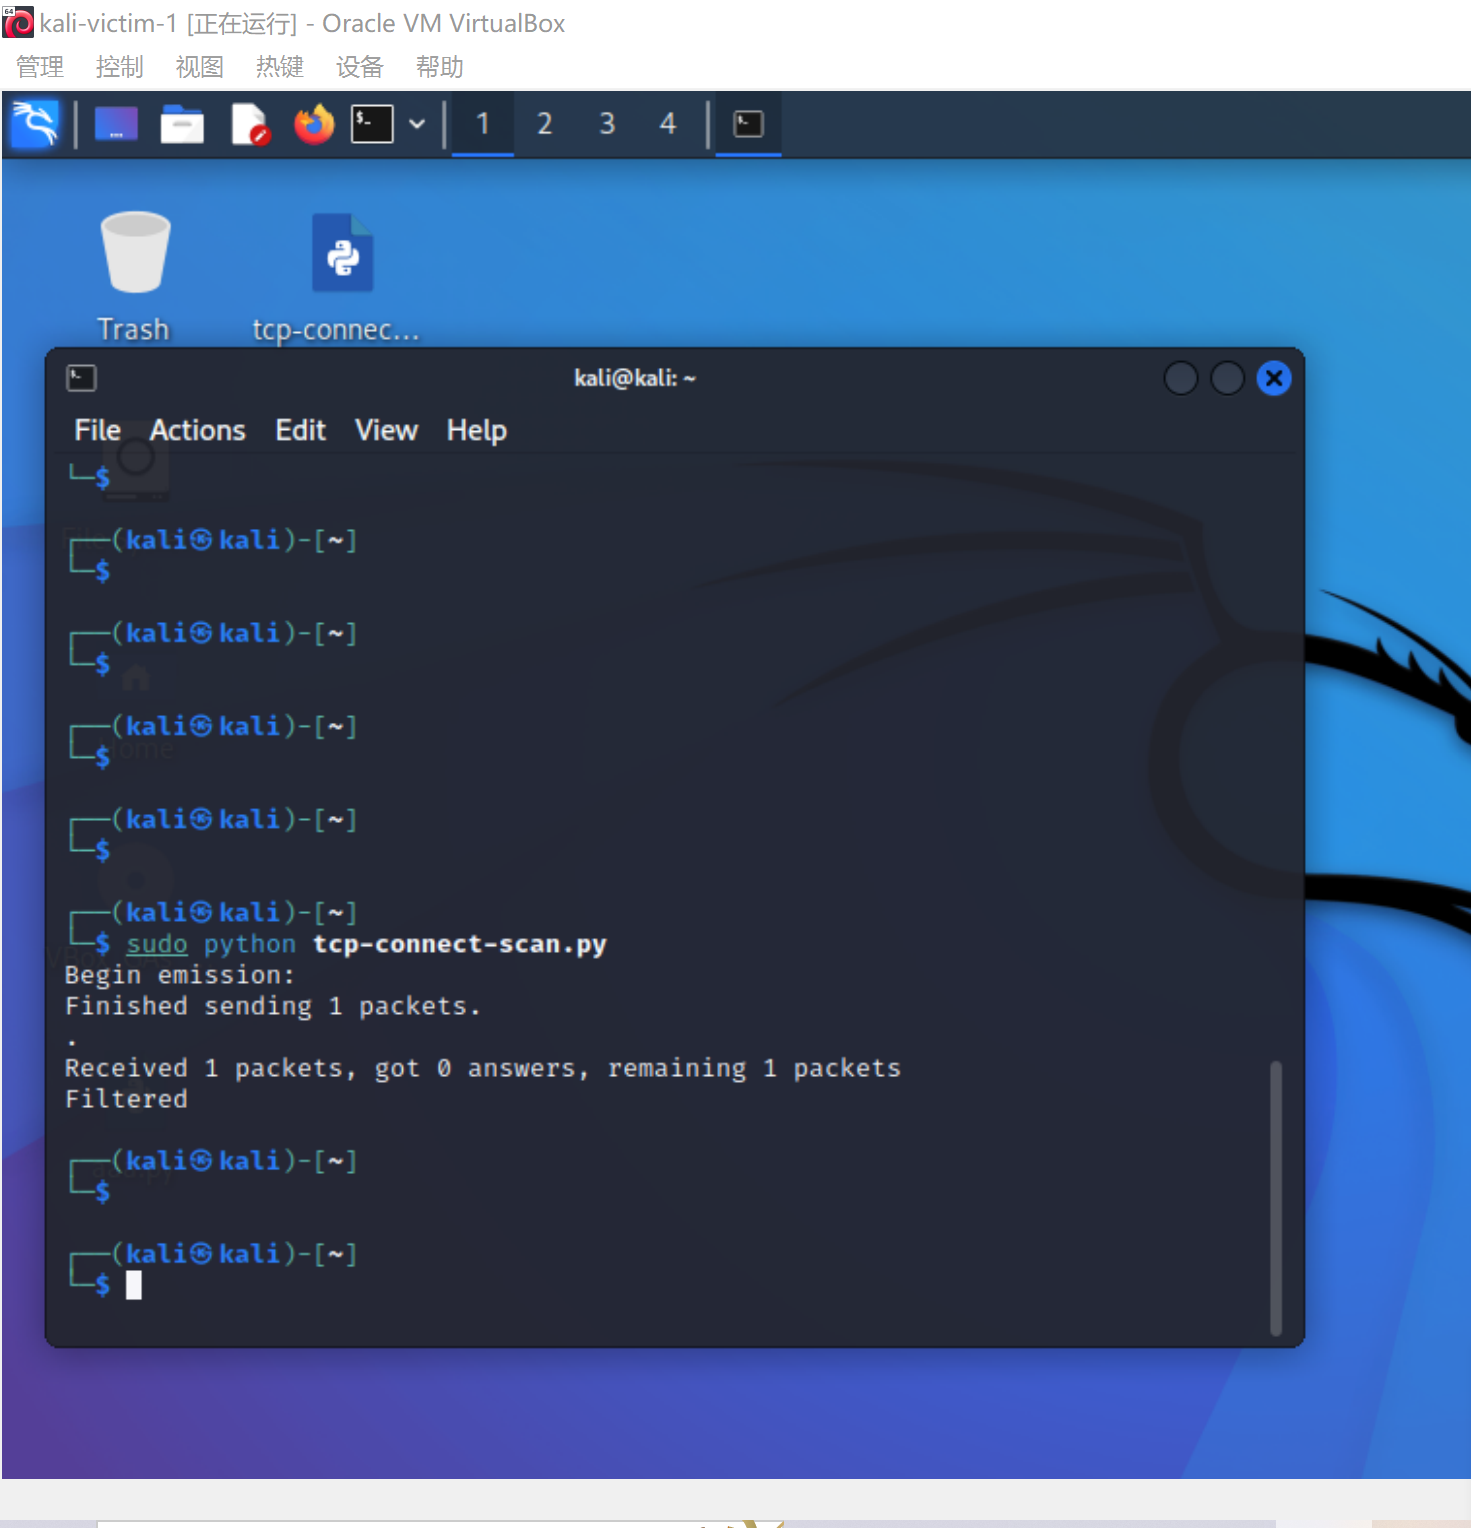 kali-victim-1 [正在运行] - Oracle VM VirtualBox
管理 控制 视图 热键 设备 帮助
1 2 3 4
Trash tcp-connec...
kali@kali: ~
File Actions Edit View Help
└─$
┌──(kali㉿kali)-[~]
└─$
┌──(kali㉿kali)-[~]
└─$
┌──(kali㉿kali)-[~]
└─$
Home
┌──(kali㉿kali)-[~]
└─$
┌──(kali㉿kali)-[~]
└─$ sudo python tcp-connect-scan.py
Begin emission:
Finished sending 1 packets.
.
Received 1 packets, got 0 answers, remaining 1 packets
Filtered
┌──(kali㉿kali)-[~]
└─$
┌──(kali㉿kali)-[~]
└─$